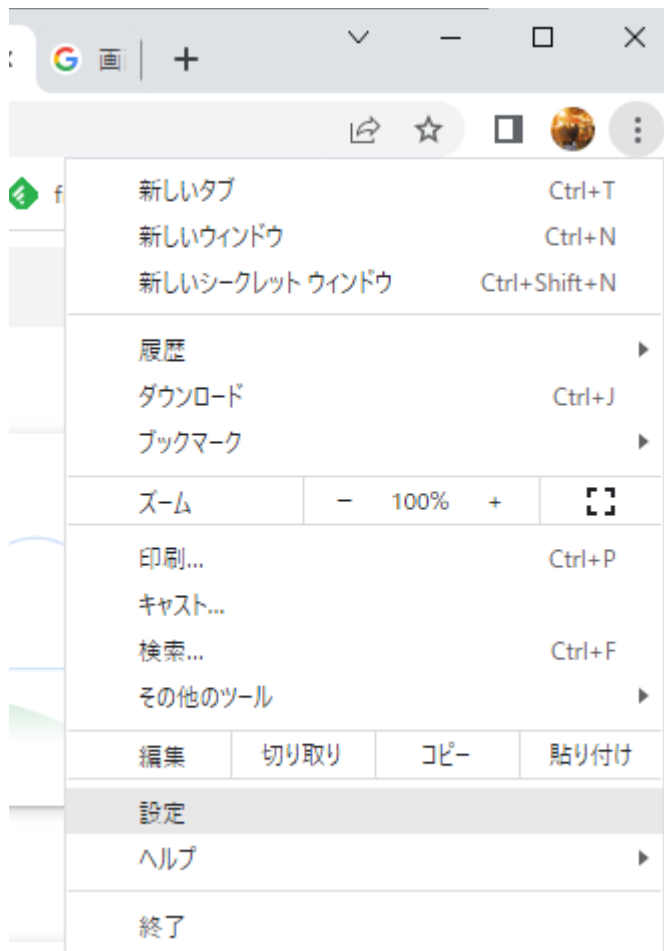 画
新しいタブ Ctrl+T
新しいウィンドウ Ctrl+N
新しいシークレット ウィンドウ Ctrl+Shift+N
履歴
ダウンロード Ctrl+J
ブックマーク
ズーム － 100% +
印刷... Ctrl+P
キャスト...
検索... Ctrl+F
その他のツール
編集 切り取り コピー 貼り付け
設定
ヘルプ
終了